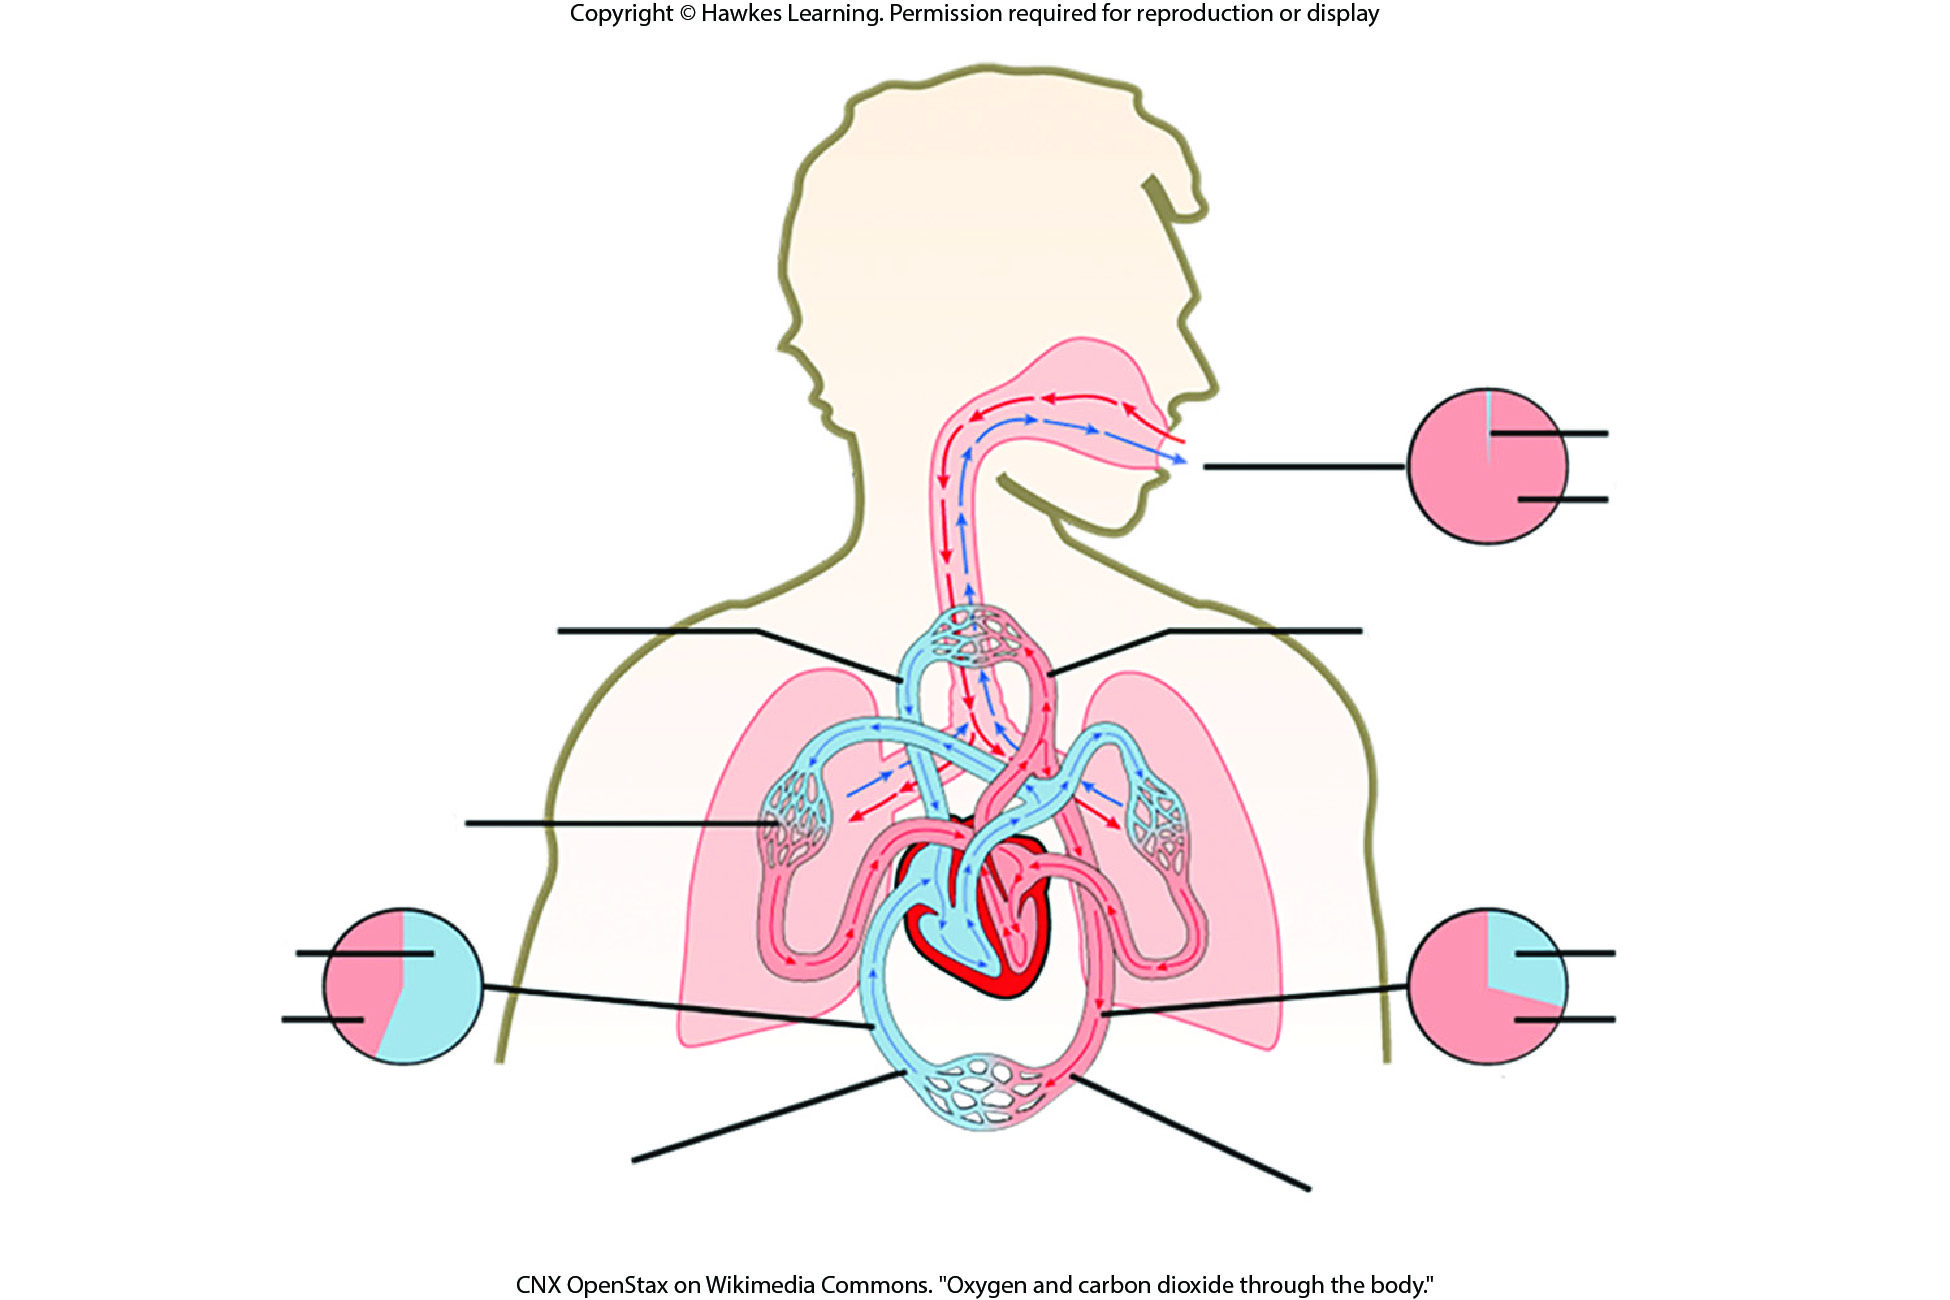 Copyright © Hawkes Learning. Permission required for reproduction or display
CNX OpenStax on Wikimedia Commons. "Oxygen and carbon dioxide through the body."